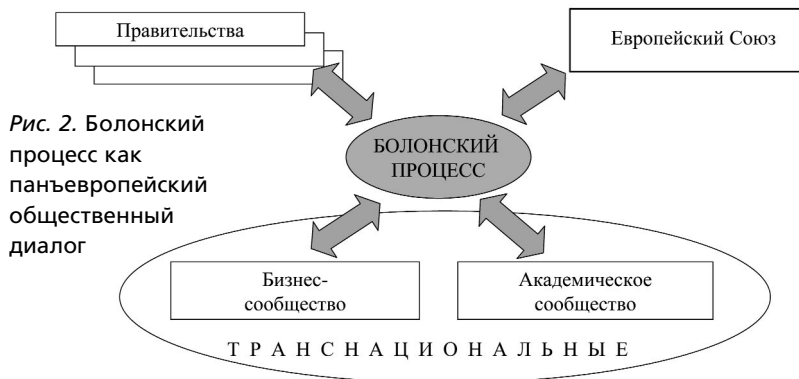 Правительства
Европейский Союз
Рис. 2. Болонский
процесс как
панъевропейский
общественный
диалог
БОЛОНСКИЙ
ПРОЦЕСС
Бизнес-
сообщество
Академическое
сообщество
Т Р А Н С Н А Ц И О Н А Л Ь Н Ы Е